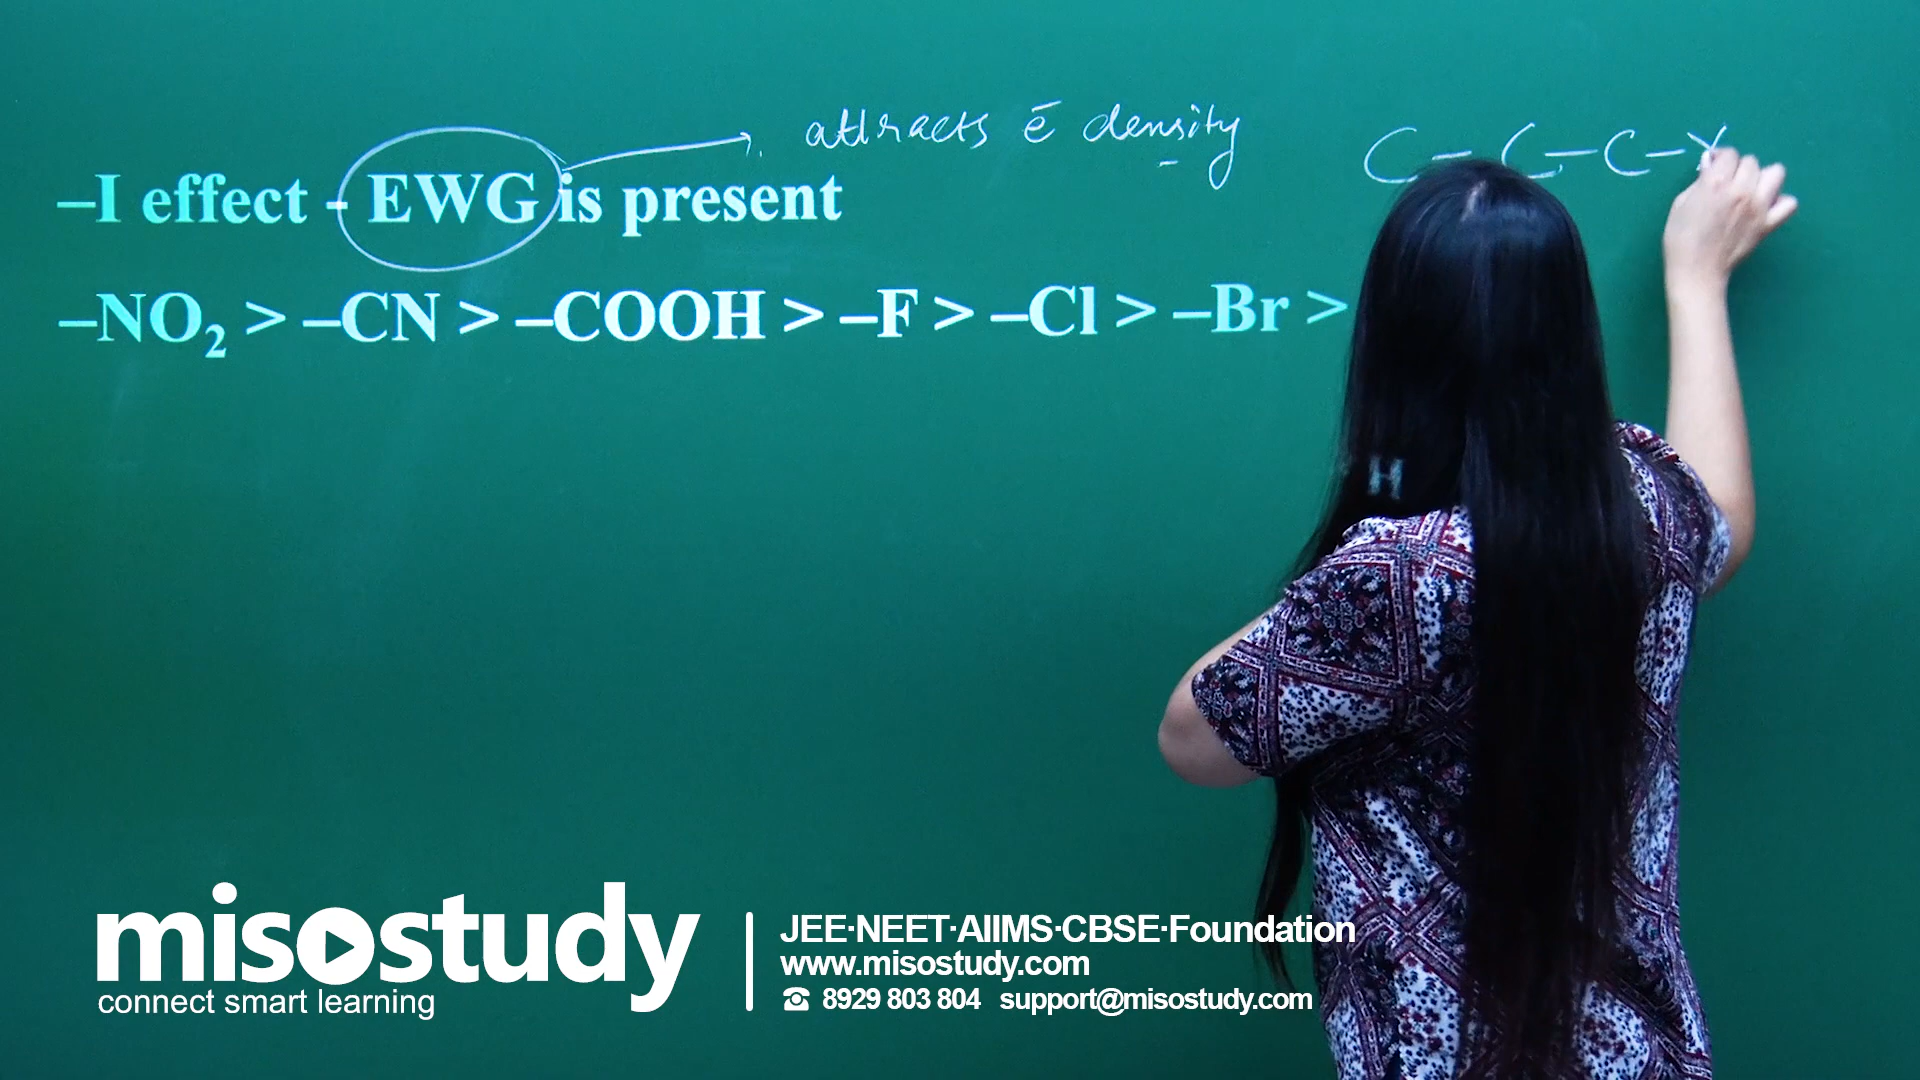 attracts ē density
C – C – C – X
–I effect - EWG is present
–NO₂ > –CN > –COOH > –F > –Cl > –Br >
H
misostudy
connect smart learning
JEE·NEET·AIIMS·CBSE·Foundation
www.misostudy.com
☎ 8929 803 804 support@misostudy.com